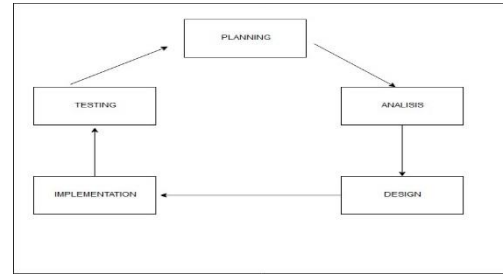 PLANNING
TESTING
ANALISIS
IMPLEMENTATION
DESIGN